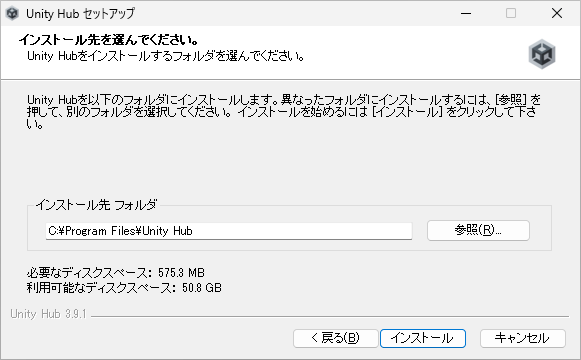 Unity Hub セットアップ
インストール先を選んでください。
Unity Hubをインストールするフォルダを選んでください。
Unity Hubを以下のフォルダにインストールします。異なったフォルダにインストールするには、[参照] を
押して、別のフォルダを選択してください。 インストールを始めるには [インストール] をクリックして下さ
い。
インストール先 フォルダ
C:¥Program Files¥Unity Hub
参照(R)...
必要なディスクスペース: 575.3 MB
利用可能なディスクスペース: 50.8 GB
Unity Hub 3.9.1
< 戻る(B)
インストール
キャンセル